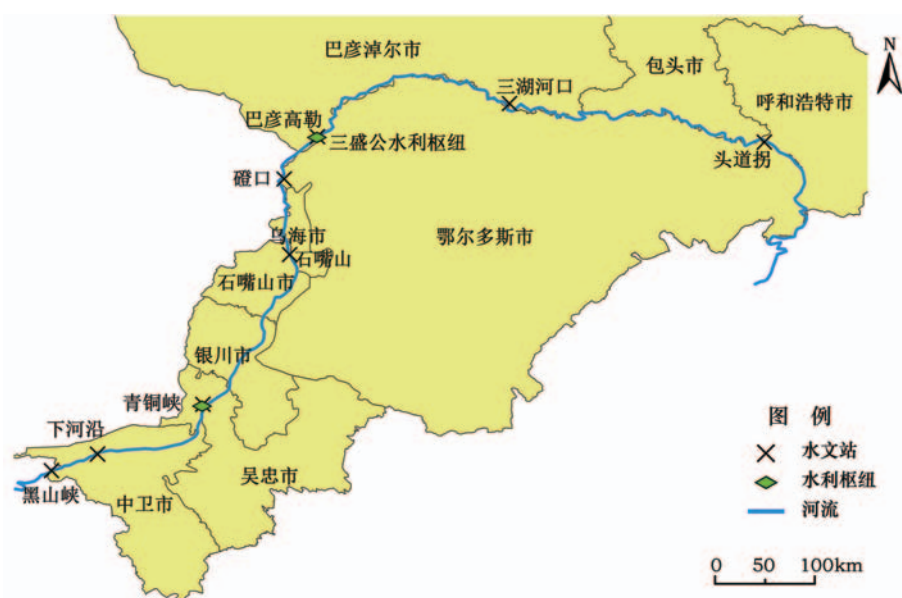 巴彦淖尔市
包头市
N
三湖河口
呼和浩特市
巴彦高勒
三盛公水利枢纽
头道拐
磴口
乌海市
鄂尔多斯市
石嘴山
石嘴山市
银川市
青铜峡
图 例
下河沿
水文站
吴忠市
黑山峡
中卫市
水利枢纽
河流
0 50 100km